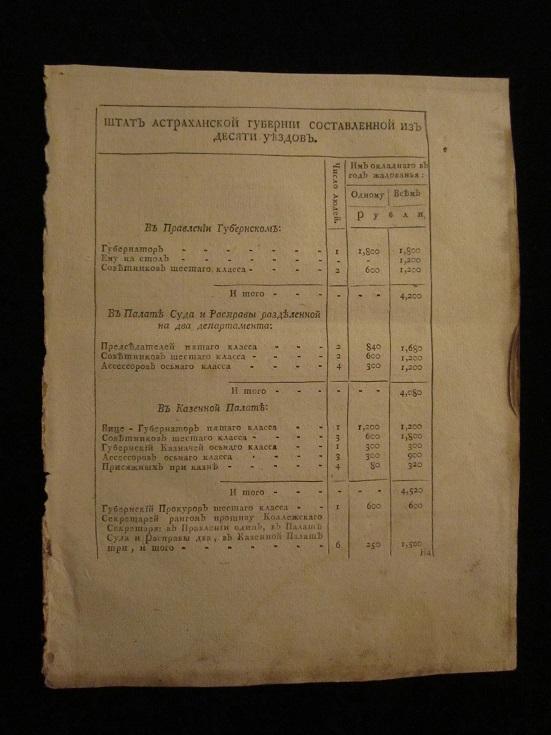 ШТАТЪ АСТРАХАНСКОЙ ГУБЕРНІИ СОСТАВЛЕННОЙ ИЗЪ
ДЕСЯТИ УѢЗДОВЪ.
Число людей.
Имъ окладнаго въ
годъ жалованья:
Одному Всѣмъ
Рубли
Въ Правленіи Губернскомъ:
Губернаторъ - - - - - - 1 1,800 1,800
Ему на столъ - - - - - - - - 1,200
Совѣтниковъ шестаго класса - - - - 2 600 1,200
И того - - - - - 4,200
Въ Палатѣ Суда и Расправы раздѣленной
на два департамента:
Предсѣдателей пятаго класса - - - 2 840 1,680
Совѣтниковъ шестаго класса - - - - 2 600 1,200
Ассессоровъ осьмаго класса - - - - 4 300 1,200
И того - - - - - 4,080
Въ Казенной Палатѣ:
Вице - Губернаторъ пятаго класса - - 1 1,200 1,200
Совѣтниковъ шестаго класса - - - - 3 600 1,800
Губернскій Казначей осьмаго класса - - 1 300 300
Ассессоровъ осьмаго класса - - - - 3 300 900
Присяжныхъ при казнѣ - - - - - 4 80 320
И того - - - - - 4,520
Губернскій Прокуроръ шестаго класса - - 1 600 600
Секретарей рангомъ противу Коллежскаго
Секретаря: въ Правленіи одинъ, въ Палатѣ
Суда и Расправы два, въ Казенной Палатѣ
три, и того - - - - - - 6 250 1,500
На